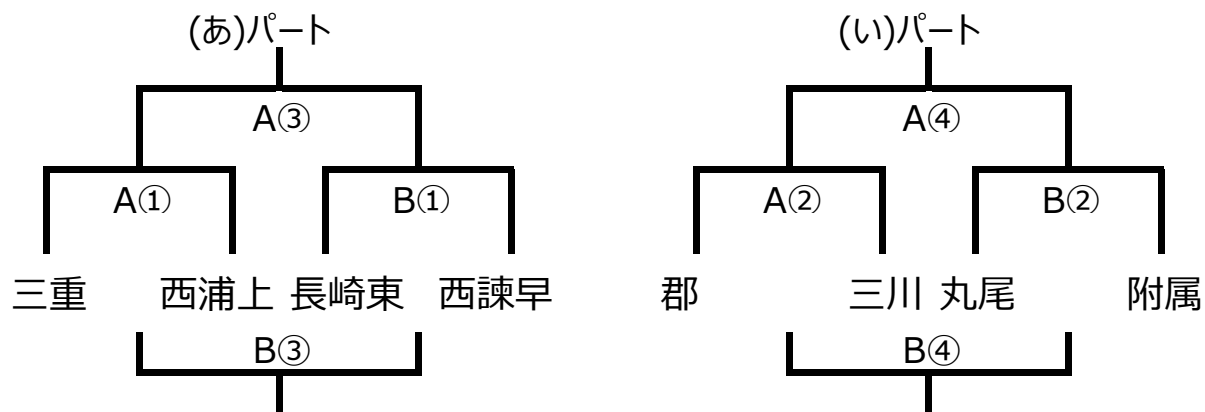 (あ)パート
(い)パート
A③
A④
A①
B①
A②
B②
三重
西浦上
長崎東
西諫早
郡
三川
丸尾
附属
B③
B④